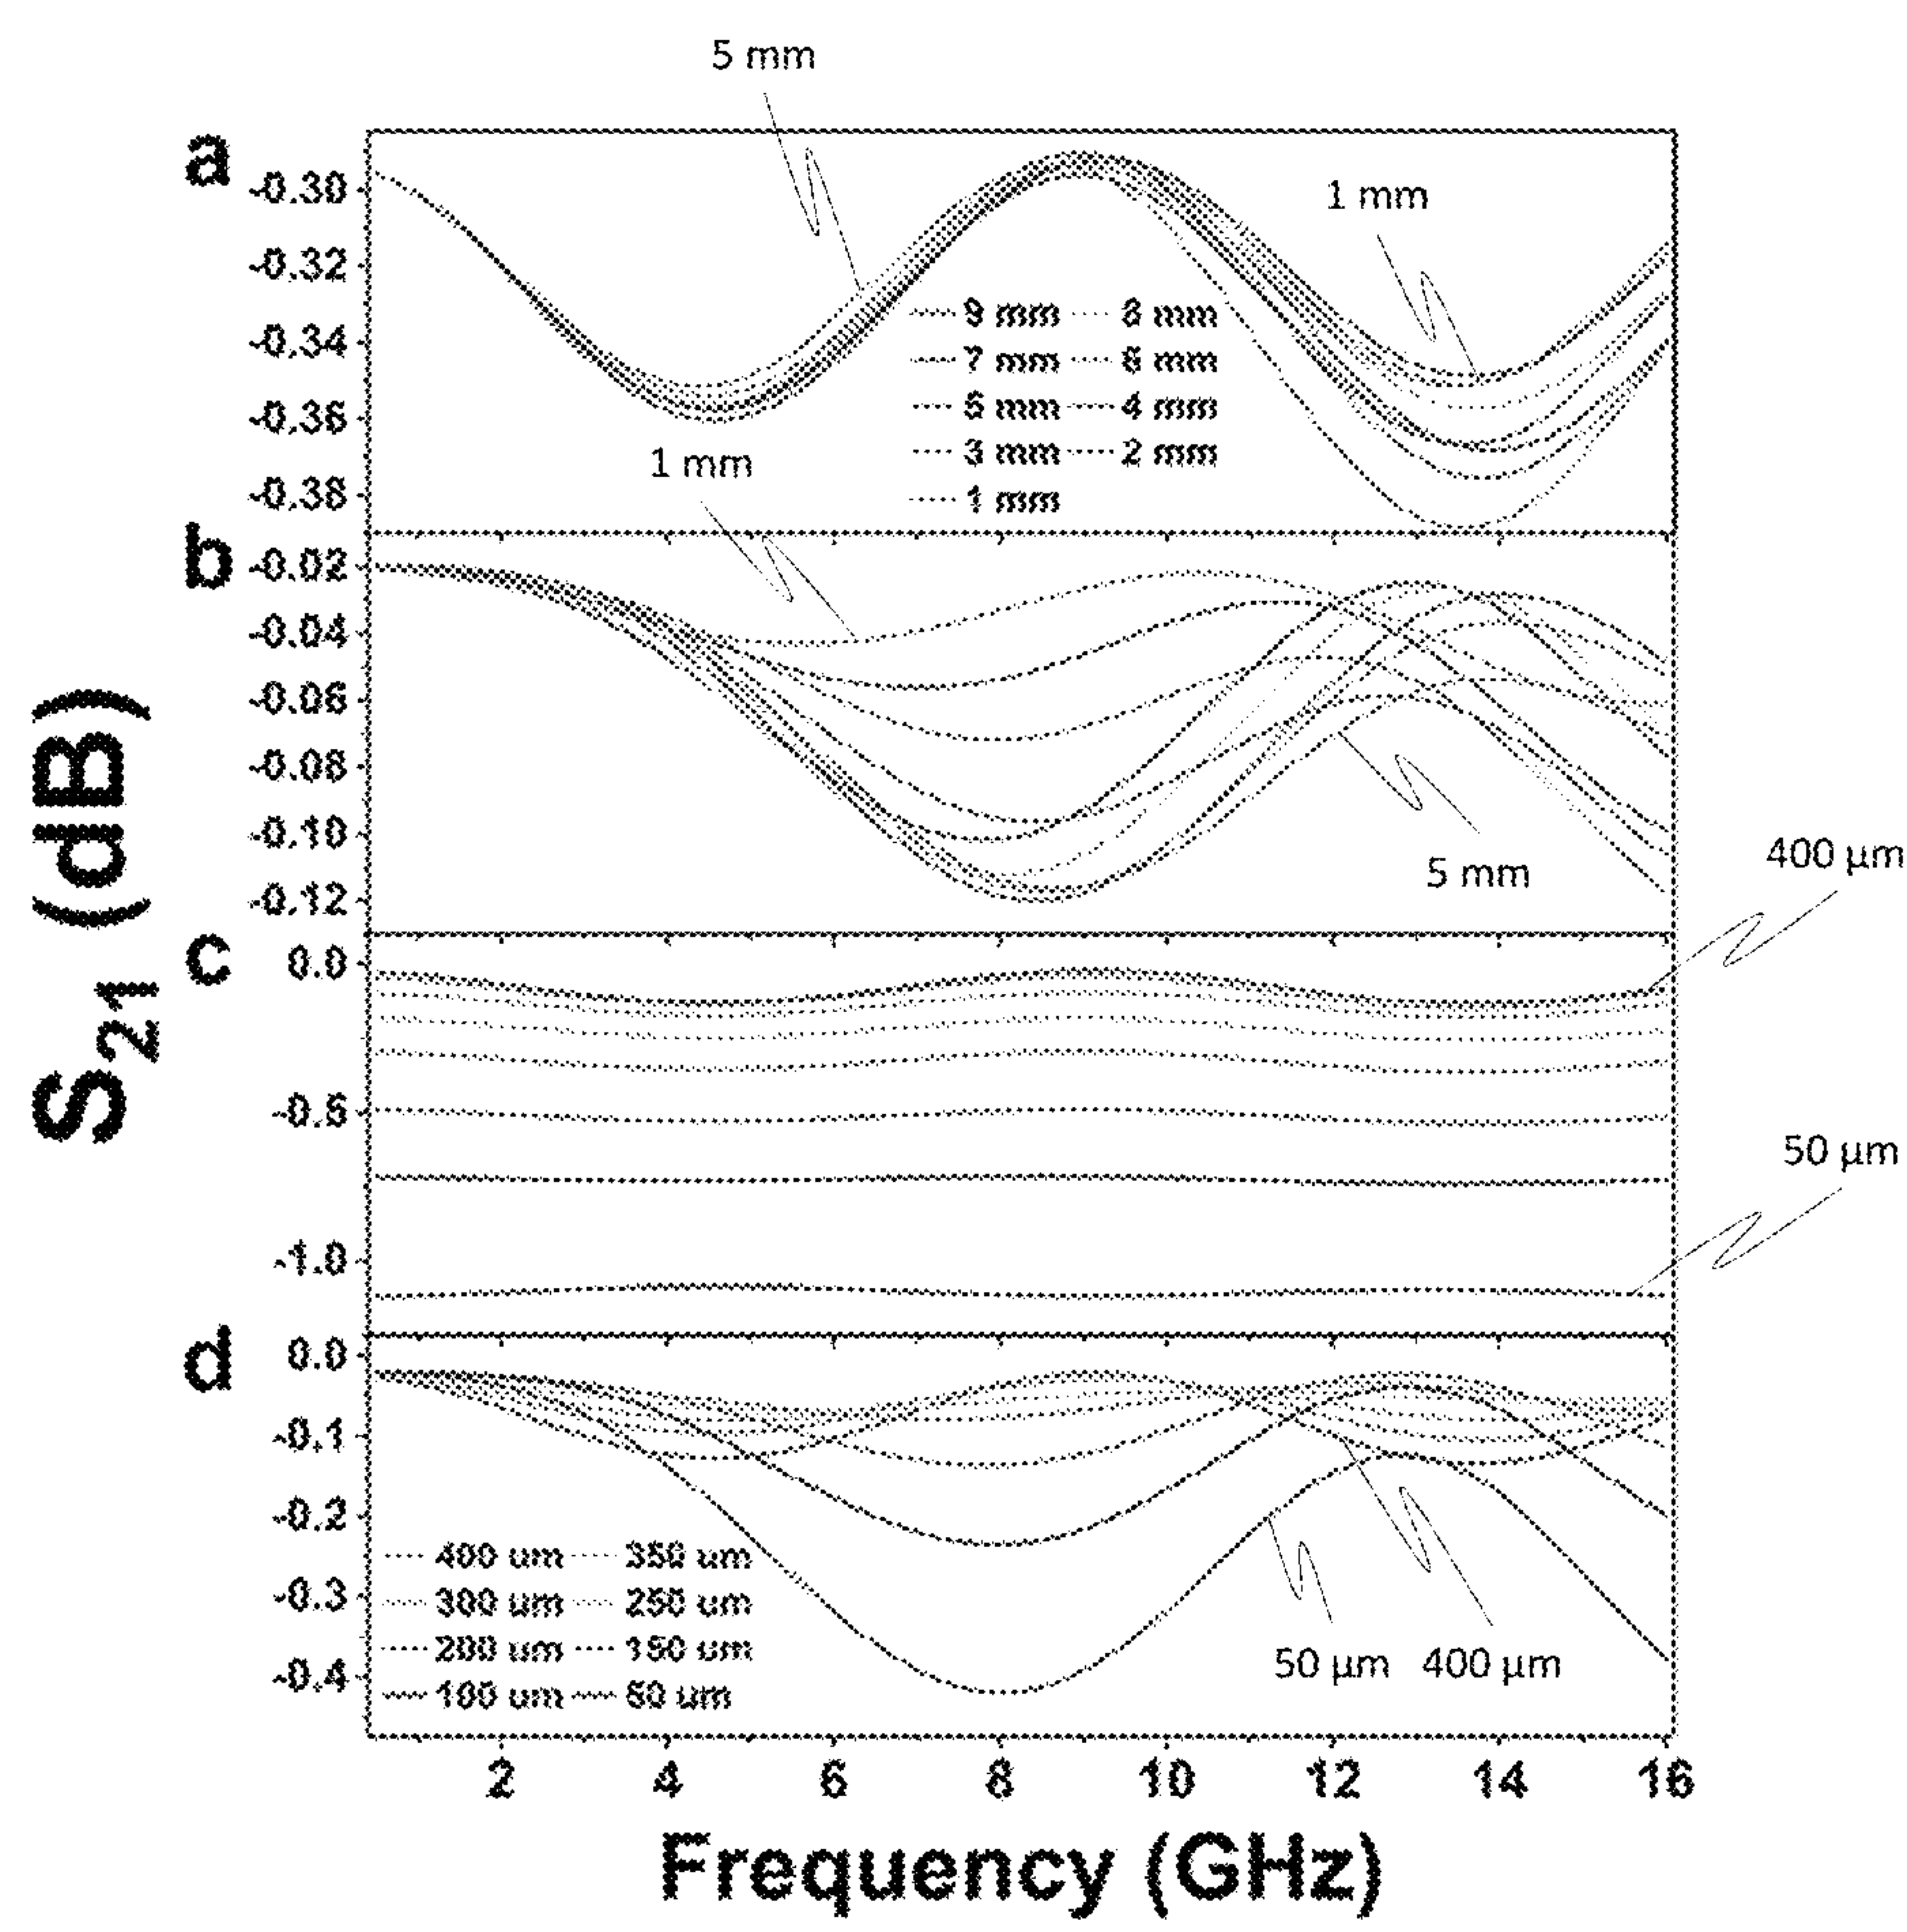 5 mm
a
-0.30
1 mm
-0.32
9 mm 8 mm
-0.34
7 mm 6 mm
5 mm 4 mm
-0.36
1 mm
3 mm 2 mm
-0.38
1 mm
b
-0.02
-0.04
-0.06
-0.08
-0.10
5 mm
400 µm
-0.12
c
0.0
S21 (dB)
-0.5
50 µm
-1.0
d
0.0
-0.1
-0.2
400 um 350 um
-0.3
300 um 250 um
200 um 150 um
50 µm 400 µm
-0.4
100 um 50 um
2 4 6 8 10 12 14 16
Frequency (GHz)